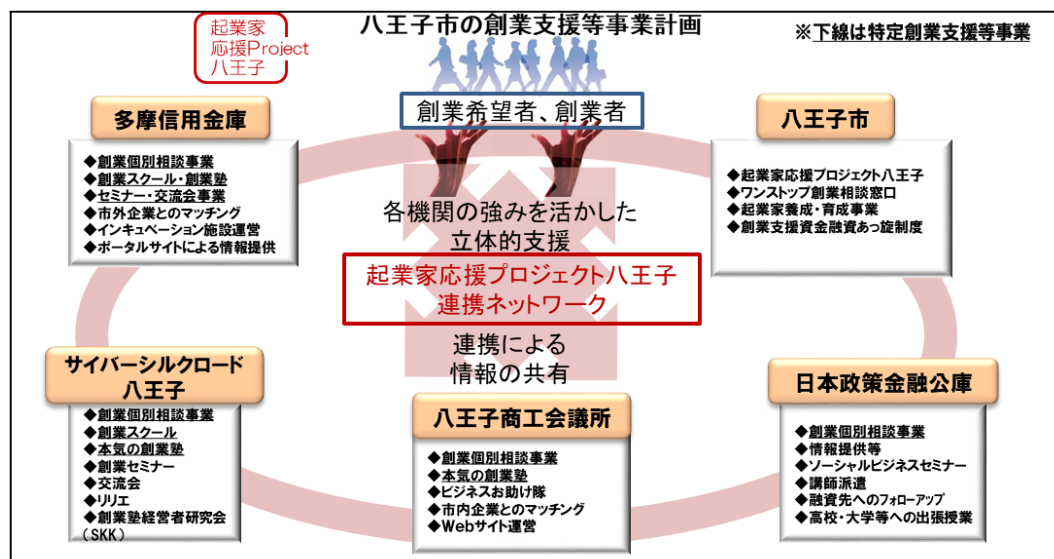 起業家
応援Project
八王子
八王子市の創業支援等事業計画
※下線は特定創業支援等事業
創業希望者、創業者
多摩信用金庫
◆創業個別相談事業
◆創業スクール・創業塾
◆セミナー・交流会事業
◆市外企業とのマッチング
◆インキュベーション施設運営
◆ポータルサイトによる情報提供
八王子市
◆起業家応援プロジェクト八王子
◆ワンストップ創業相談窓口
◆起業家養成・育成事業
◆創業支援資金融資あっ旋制度
各機関の強みを活かした
立体的支援
起業家応援プロジェクト八王子
連携ネットワーク
連携による
情報の共有
サイバーシルクロード
八王子
◆創業個別相談事業
◆創業スクール
◆本気の創業塾
◆創業セミナー
◆交流会
◆リリエ
◆創業塾経営者研究会
(SKK)
八王子商工会議所
◆創業個別相談事業
◆本気の創業塾
◆ビジネスお助け隊
◆市内企業とのマッチング
◆Webサイト運営
日本政策金融公庫
◆創業個別相談事業
◆情報提供等
◆ソーシャルビジネスセミナー
◆講師派遣
◆融資先へのフォローアップ
◆高校・大学等への出張授業